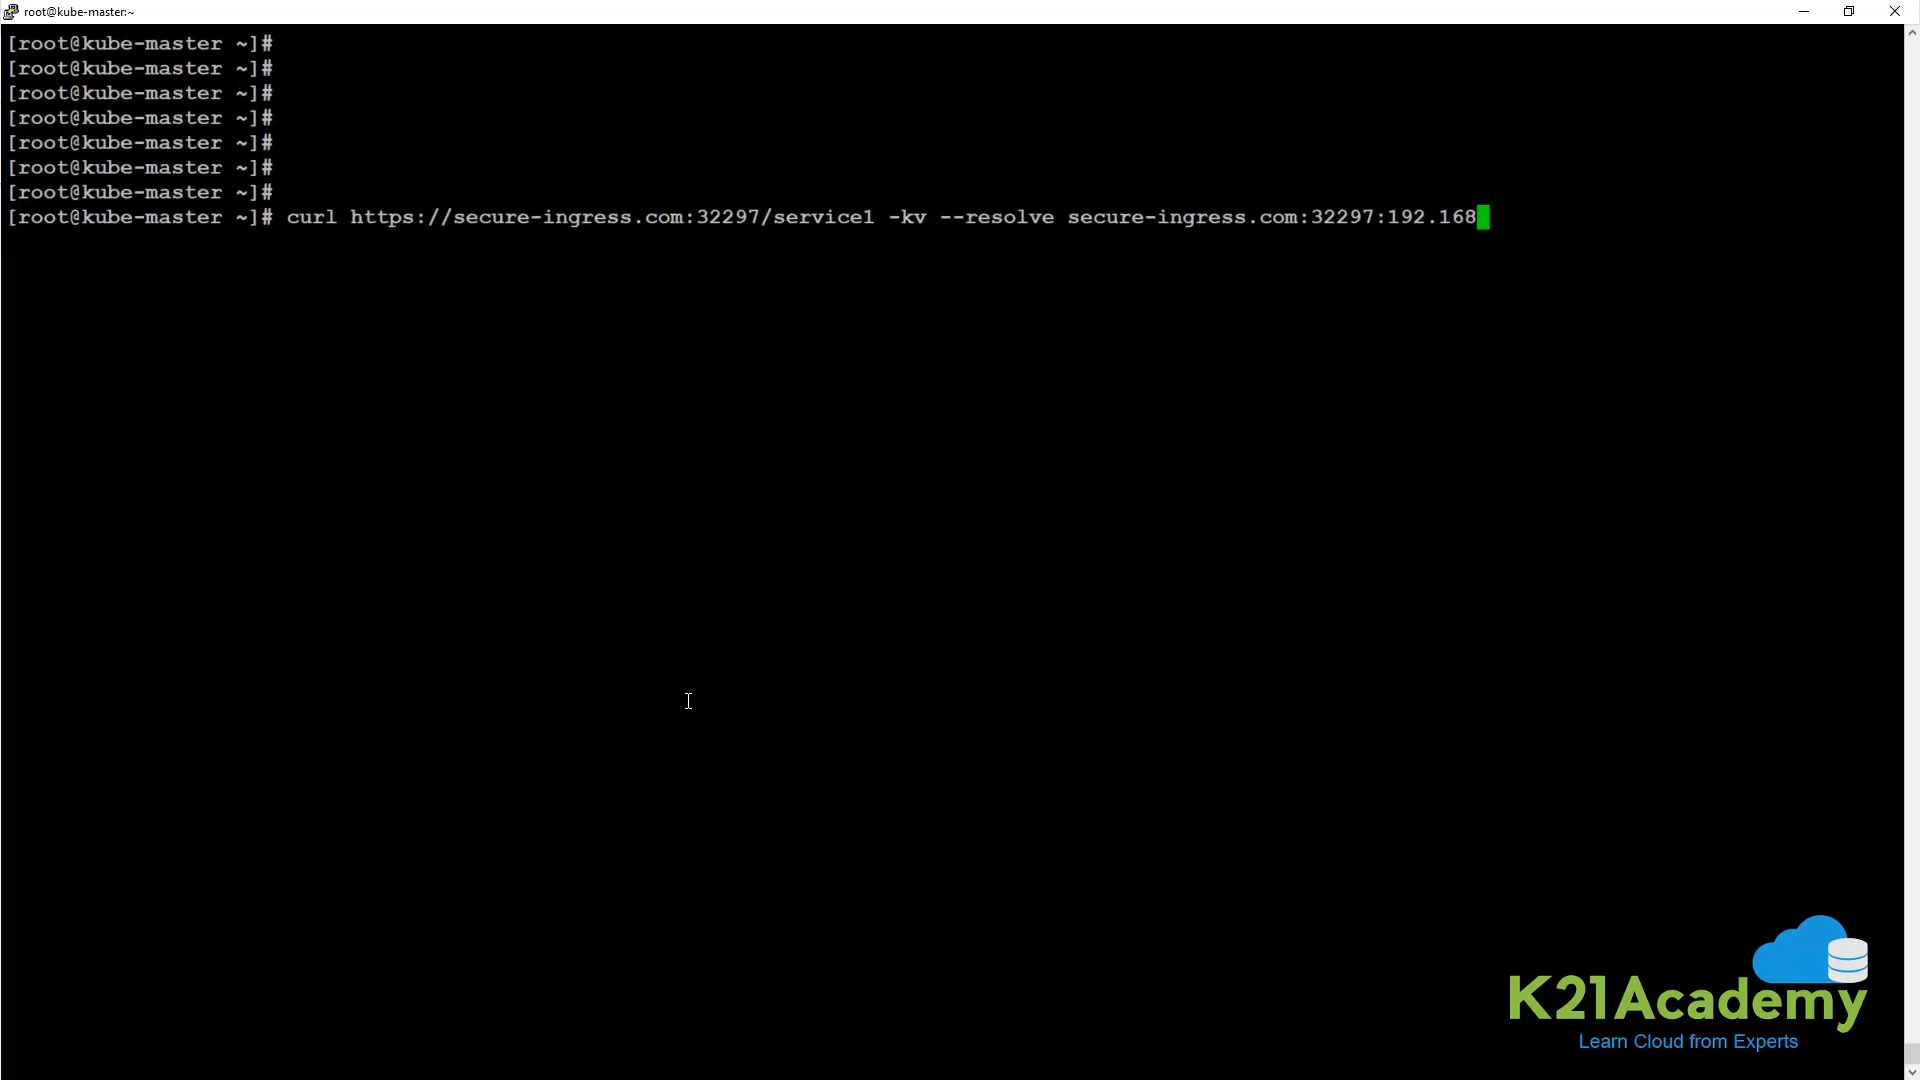 root@kube-master:~
[root@kube-master ~]#
[root@kube-master ~]#
[root@kube-master ~]#
[root@kube-master ~]#
[root@kube-master ~]#
[root@kube-master ~]#
[root@kube-master ~]#
[root@kube-master ~]# curl https://secure-ingress.com:32297/service1 -kv --resolve secure-ingress.com:32297:192.168
K21Academy
Learn Cloud from Experts